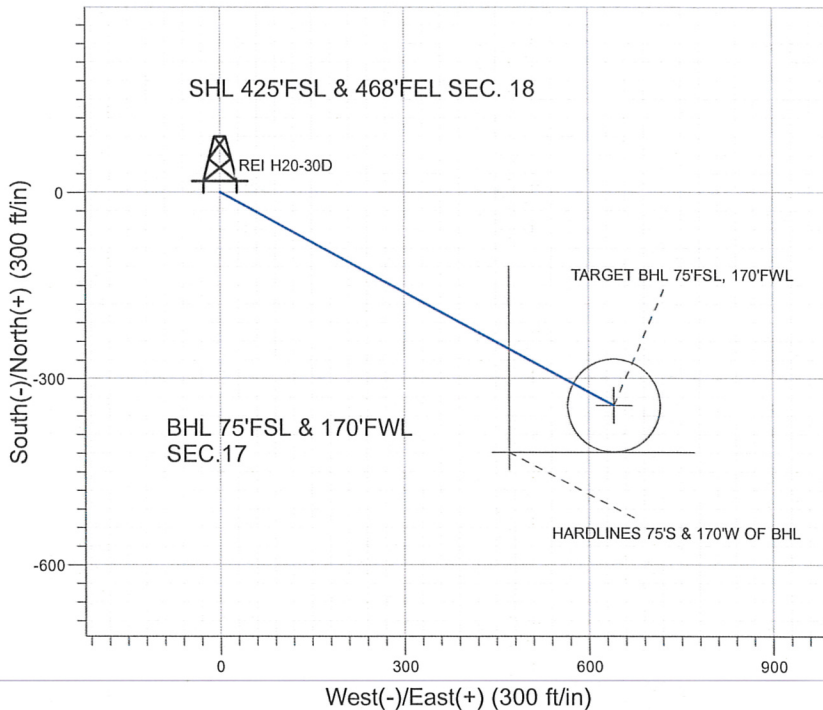 SHL 425'FSL & 468'FEL SEC. 18
REI H20-30D
0
TARGET BHL 75'FSL, 170'FWL
-300
BHL 75'FSL & 170'FWL
SEC.17
HARDLINES 75'S & 170'W OF BHL
-600
South(-)/North(+) (300 ft/in)
0
300
600
900
West(-)/East(+) (300 ft/in)